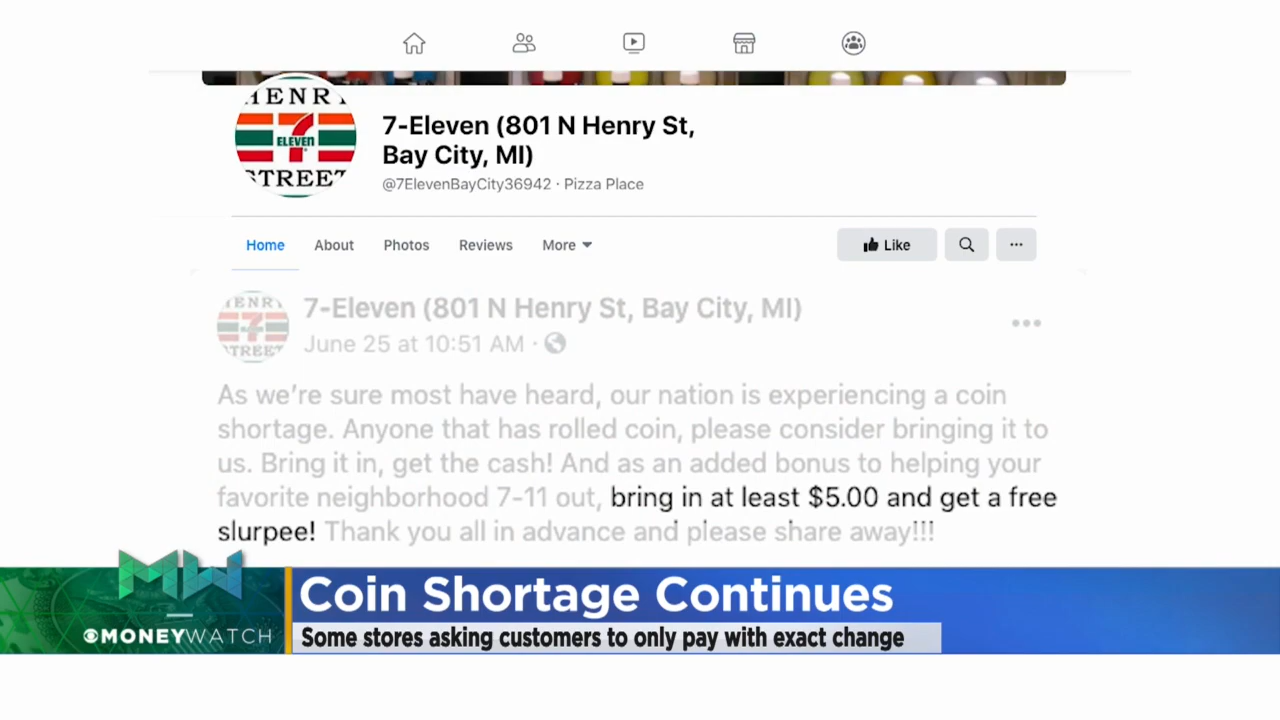 HENRY
7
ELEVEN
STREET
7-Eleven (801 N Henry St,
Bay City, MI)
@7ElevenBayCity36942 · Pizza Place
Home About Photos Reviews More Like ...
HENRY
7-Eleven (801 N Henry St, Bay City, MI)
STREET
June 25 at 10:51 AM ·
As we're sure most have heard, our nation is experiencing a coin
shortage. Anyone that has rolled coin, please consider bringing it to
us. Bring it in, get the cash! And as an added bonus to helping your
favorite neighborhood 7-11 out, bring in at least $5.00 and get a free
slurpee! Thank you all in advance and please share away!!!
MW
MONEYWATCH
Coin Shortage Continues
Some stores asking customers to only pay with exact change